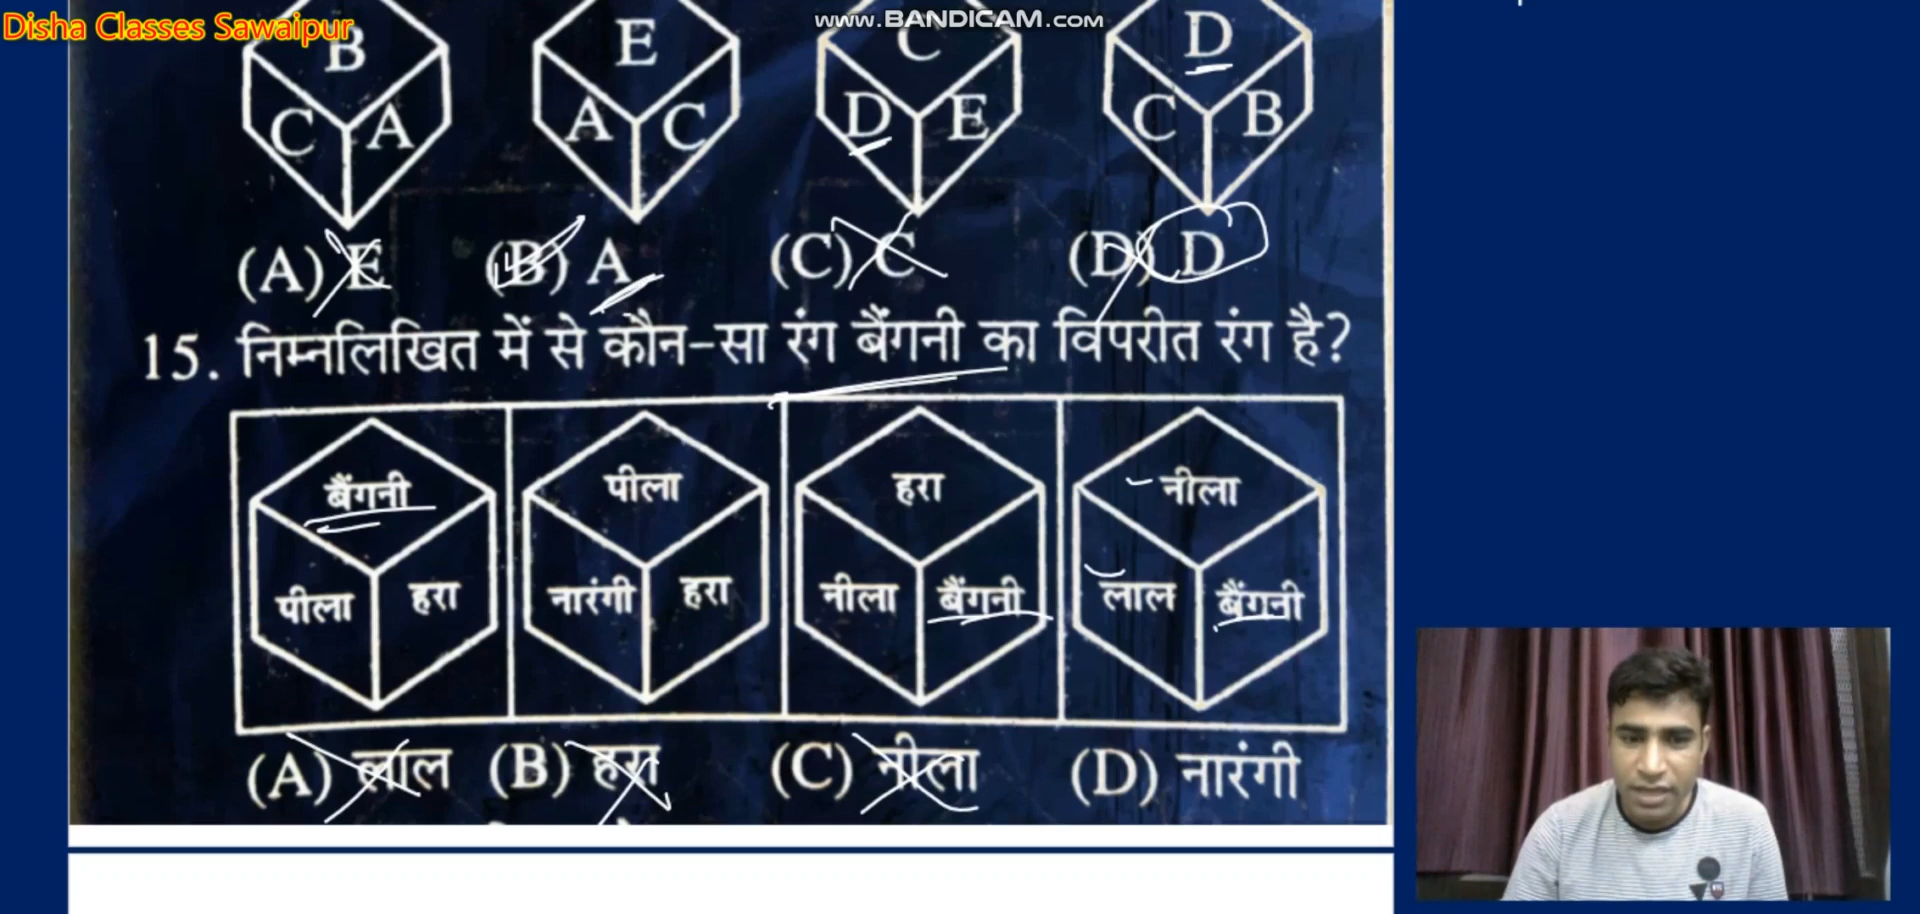 Disha Classes Sawaipur
www.BANDICAM.com
B E C D
C A A C D E C B
(A) E (B) A (C) C (D) D
15. निम्नलिखित में से कौन-सा रंग बैंगनी का विपरीत रंग है?
बैंगनी पीला हरा नीला
पीला हरा नारंगी हरा नीला बैंगनी लाल बैंगनी
(A) लाल (B) हरा (C) नीला (D) नारंगी